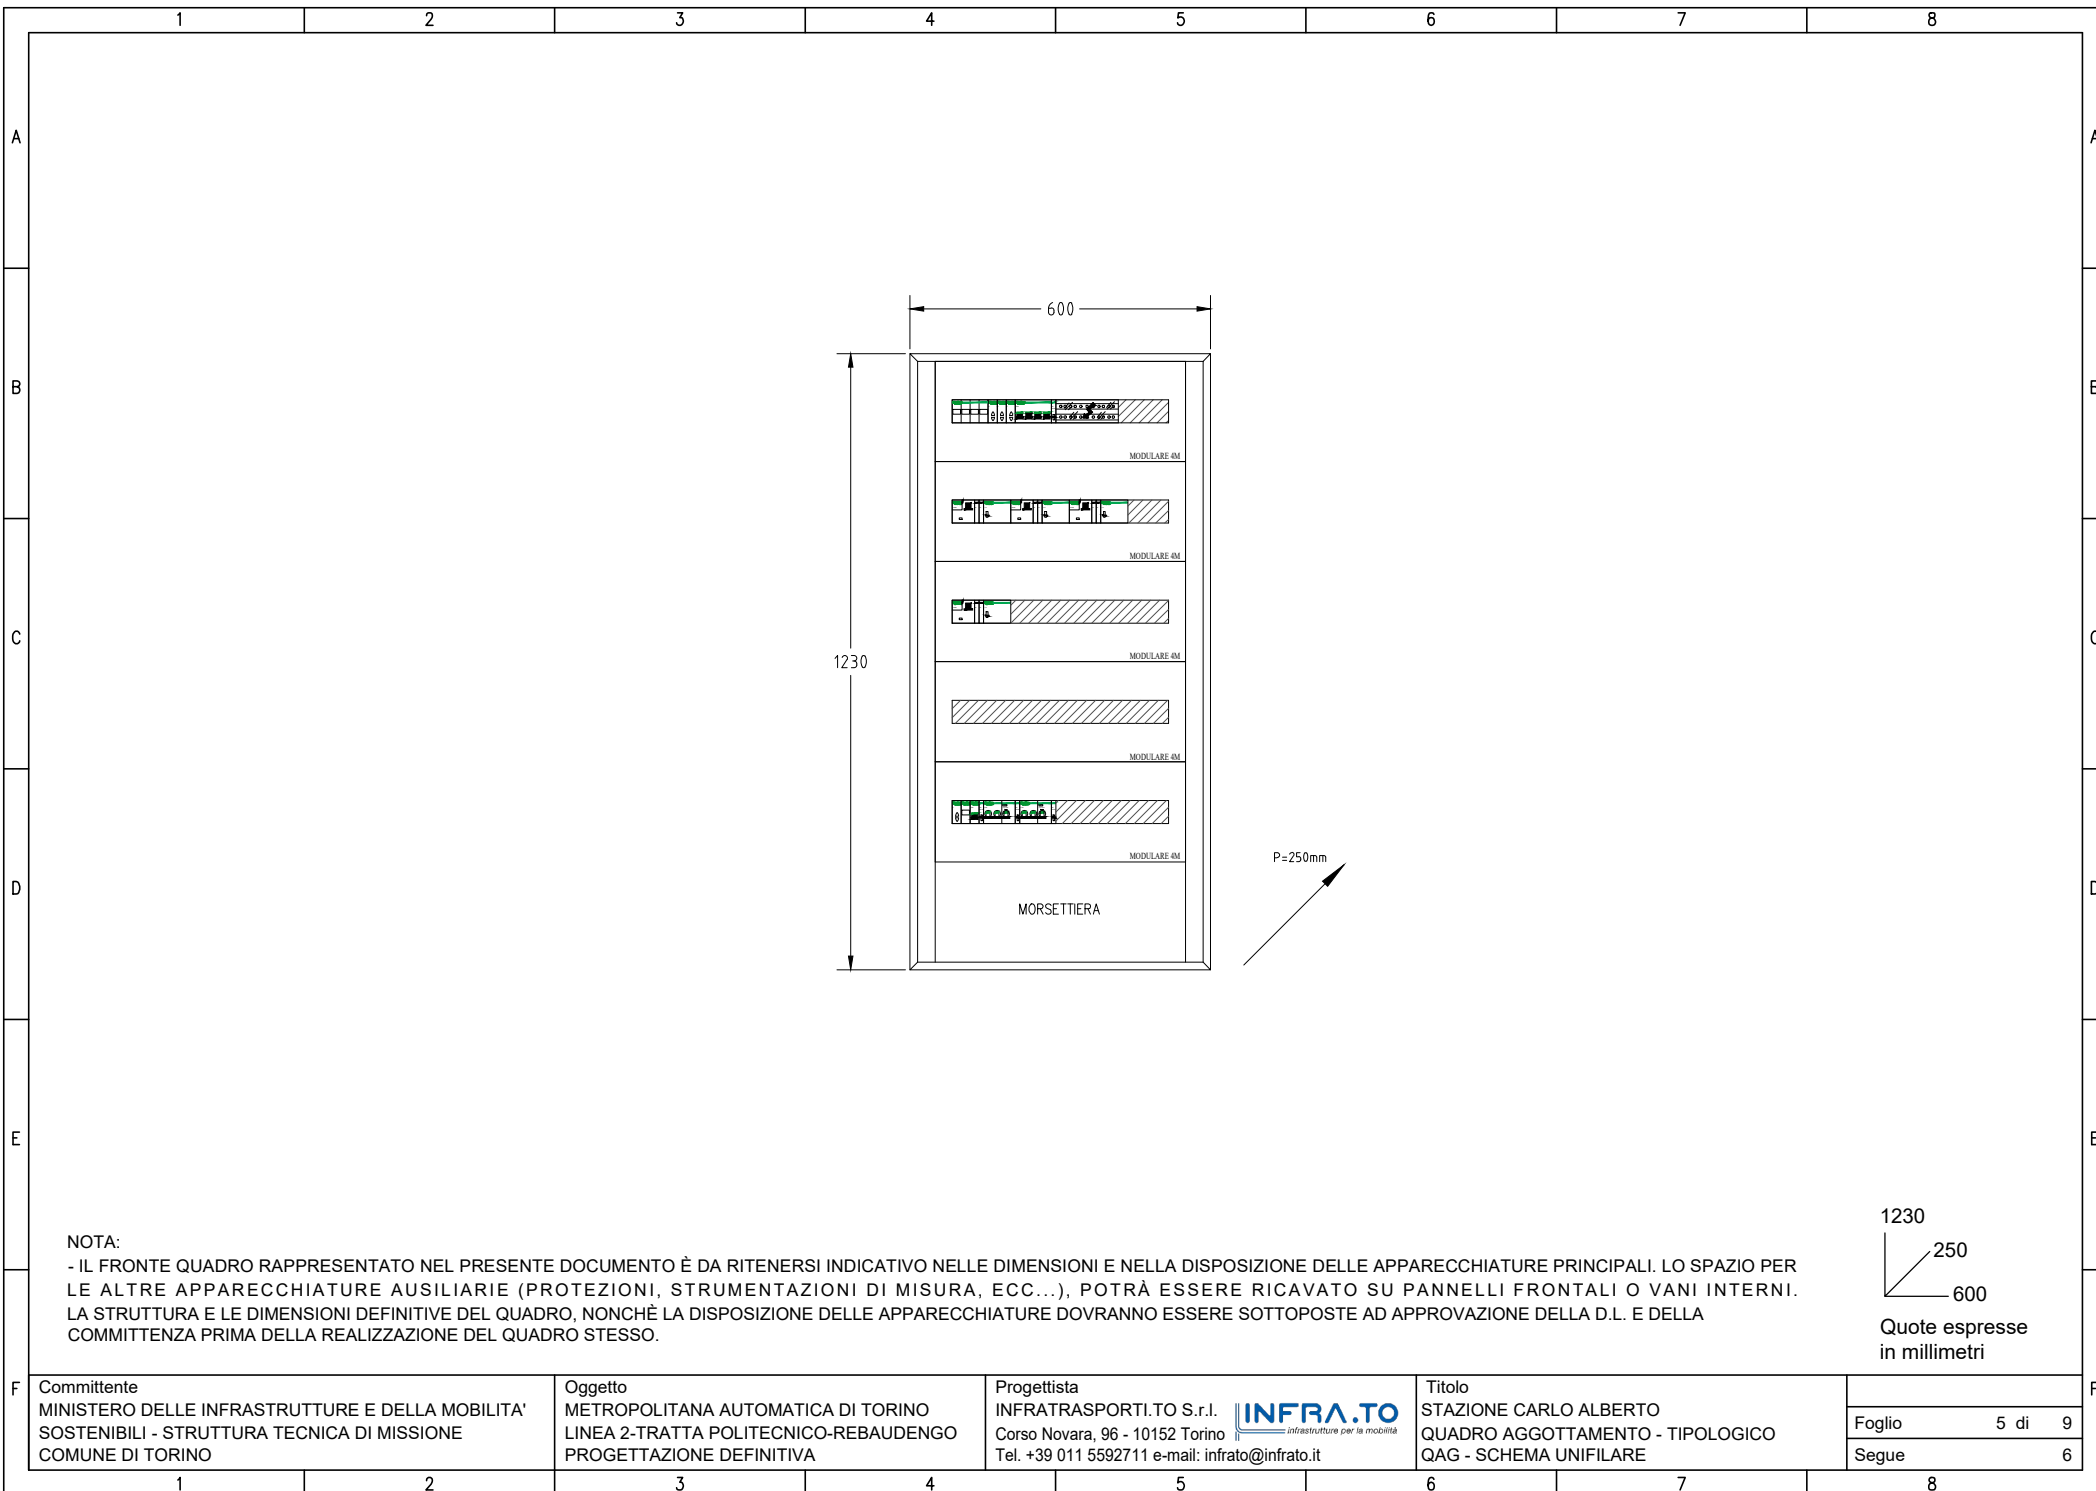 1 2 3 4 5 6 7 8
A A
B B
C C
D D
E E
F F
600
1230
MODULARE 4M
MODULARE 4M
MODULARE 4M
MODULARE 4M
MODULARE 4M
MORSETTIERA
P=250mm
NOTA:
- IL FRONTE QUADRO RAPPRESENTATO NEL PRESENTE DOCUMENTO È DA RITENERSI INDICATIVO NELLE DIMENSIONI E NELLA DISPOSIZIONE DELLE APPARECCHIATURE PRINCIPALI. LO SPAZIO PER
LE ALTRE APPARECCHIATURE AUSILIARIE (PROTEZIONI, STRUMENTAZIONI DI MISURA, ECC...), POTRÀ ESSERE RICAVATO SU PANNELLI FRONTALI O VANI INTERNI.
LA STRUTTURA E LE DIMENSIONI DEFINITIVE DEL QUADRO, NONCHÈ LA DISPOSIZIONE DELLE APPARECCHIATURE DOVRANNO ESSERE SOTTOPOSTE AD APPROVAZIONE DELLA D.L. E DELLA
COMMITTENZA PRIMA DELLA REALIZZAZIONE DEL QUADRO STESSO.
1230
250
600
Quote espresse
in millimetri
Committente
MINISTERO DELLE INFRASTRUTTURE E DELLA MOBILITA'
SOSTENIBILI - STRUTTURA TECNICA DI MISSIONE
COMUNE DI TORINO
Oggetto
METROPOLITANA AUTOMATICA DI TORINO
LINEA 2-TRATTA POLITECNICO-REBAUDENGO
PROGETTAZIONE DEFINITIVA
Progettista
INFRATRASPORTI.TO S.r.l.
Corso Novara, 96 - 10152 Torino
Tel. +39 011 5592711 e-mail: infrato@infrato.it
INFRA.TO
infrastrutture per la mobilità
Titolo
STAZIONE CARLO ALBERTO
QUADRO AGGOTTAMENTO - TIPOLOGICO
QAG - SCHEMA UNIFILARE
Foglio 5 di 9
Segue 6
1 2 3 4 5 6 7 8